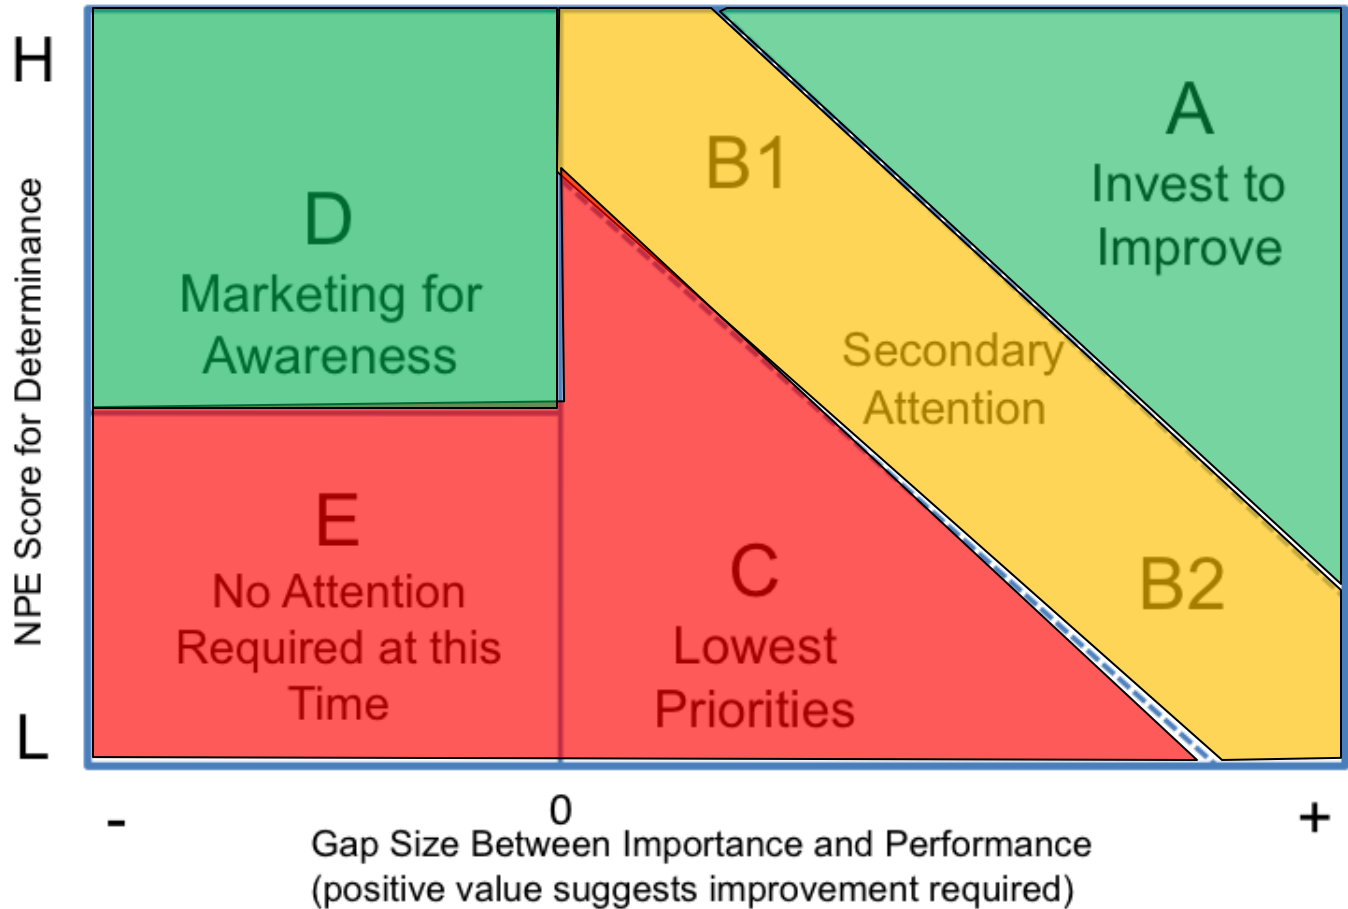 H
NPE Score for Determinance
L
D
Marketing for
Awareness
B1
A
Invest to
Improve
Secondary
Attention
E
No Attention
Required at this
Time
C
Lowest
Priorities
B2
-
0
+
Gap Size Between Importance and Performance
(positive value suggests improvement required)